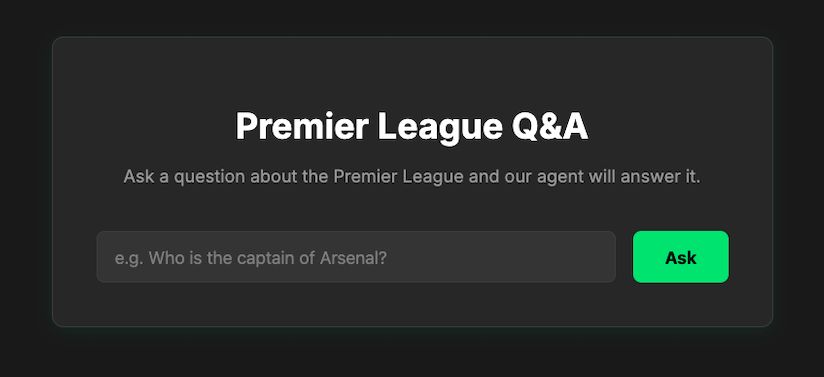 Premier League Q&A
Ask a question about the Premier League and our agent will answer it.
e.g. Who is the captain of Arsenal?
Ask